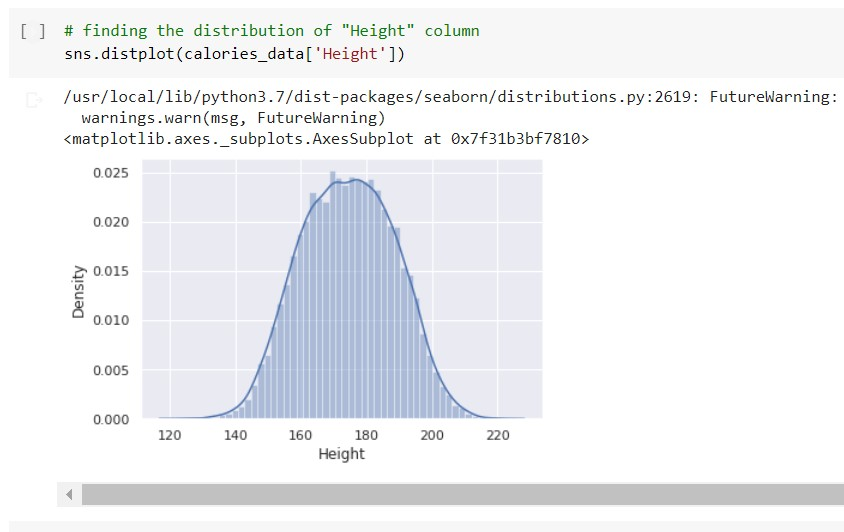 [ ] # finding the distribution of "Height" column
sns.distplot(calories_data['Height'])
/usr/local/lib/python3.7/dist-packages/seaborn/distributions.py:2619: FutureWarning:
warnings.warn(msg, FutureWarning)
<matplotlib.axes._subplots.AxesSubplot at 0x7f31b3bf7810>
0.025
0.020
0.015
0.010
0.005
0.000
Density
120 140 160 180 200 220
Height